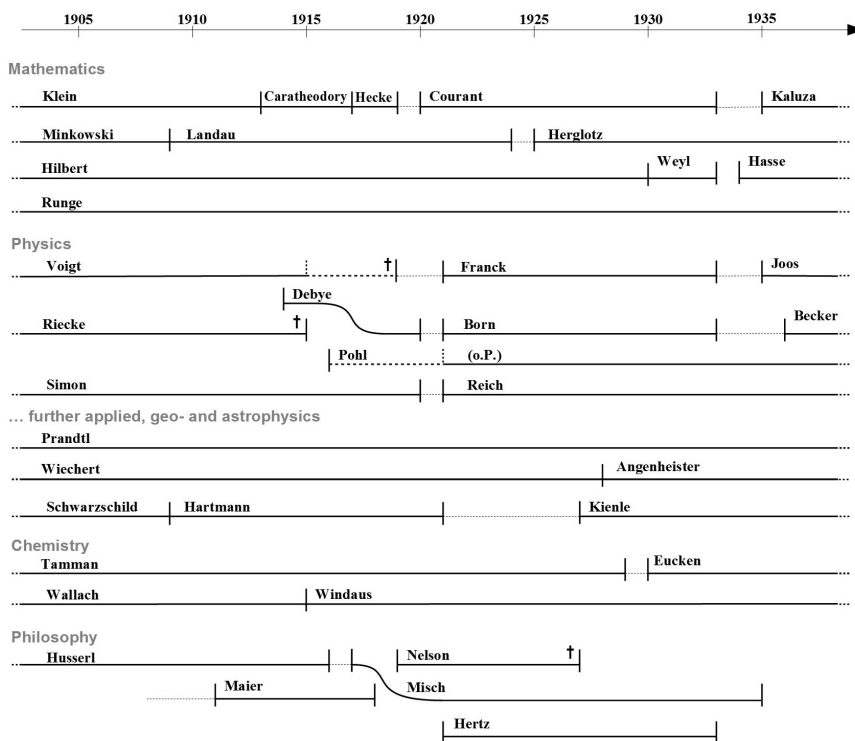 1905 1910 1915 1920 1925 1930 1935
Mathematics
Klein Caratheodory Hecke Courant Kaluza
Minkowski Landau Herglotz
Hilbert Weyl Hasse
Runge
Physics
Voigt † Franck Joos
Debye
Riecke † Born Becker
Pohl (o.P.)
Simon Reich
... further applied, geo- and astrophysics
Prandtl
Wiechert Angenheister
Schwarzschild Hartmann Kienle
Chemistry
Tamman Eucken
Wallach Windaus
Philosophy
Husserl Nelson †
Maier Misch
Hertz